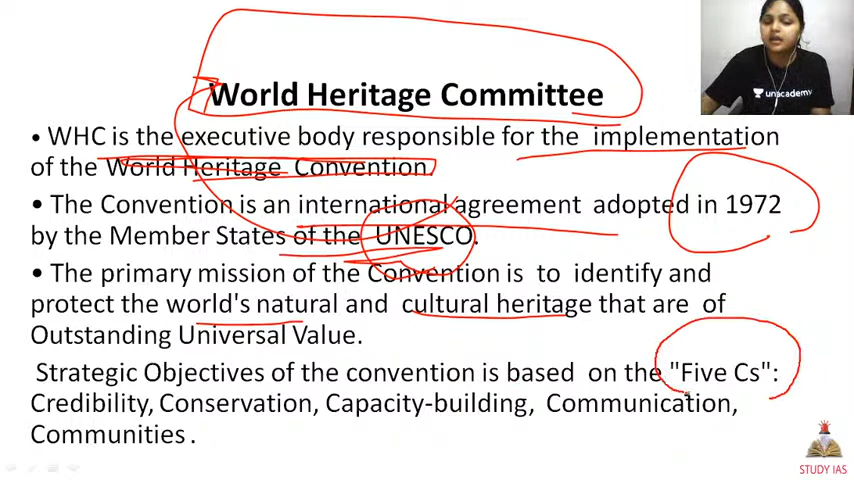 World Heritage Committee
unacademy
• WHC is the executive body responsible for the implementation
of the World Heritage Convention.
• The Convention is an international agreement adopted in 1972
by the Member States of the UNESCO.
• The primary mission of the Convention is to identify and
protect the world's natural and cultural heritage that are of
Outstanding Universal Value.
Strategic Objectives of the convention is based on the "Five Cs":
Credibility, Conservation, Capacity-building, Communication,
Communities .
STUDY IAS